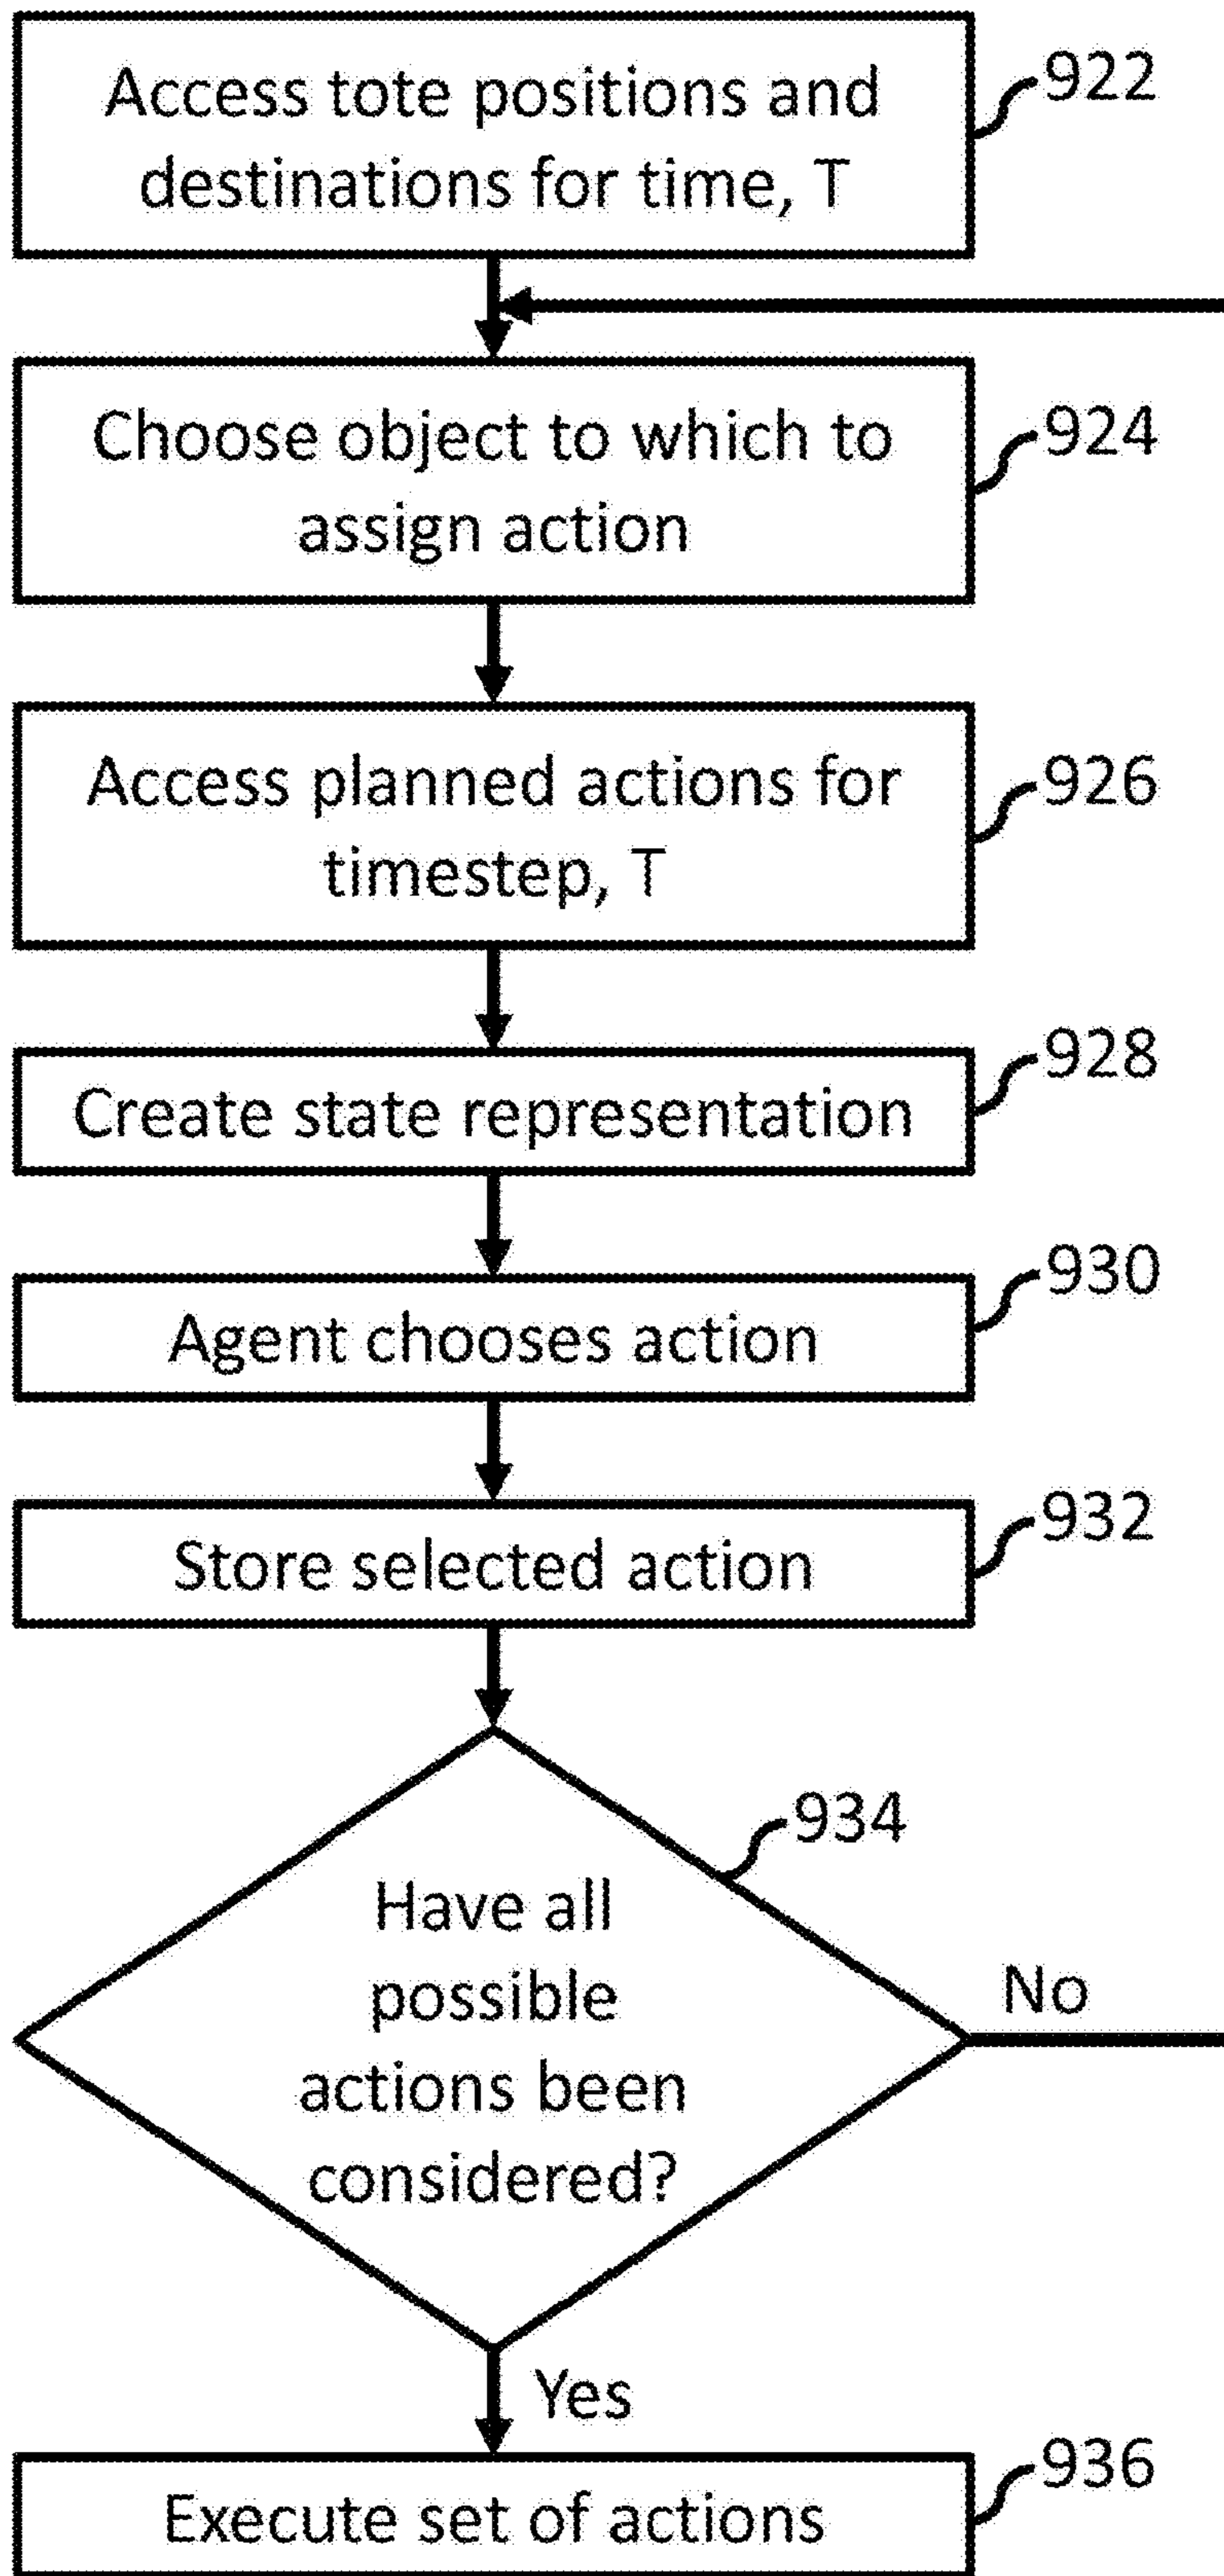 Access tote positions and
destinations for time, T
922
Choose object to which to
assign action
924
Access planned actions for
timestep, T
926
Create state representation
928
Agent chooses action
930
Store selected action
932
934
Have all
possible
actions been
considered?
No
Yes
Execute set of actions
936